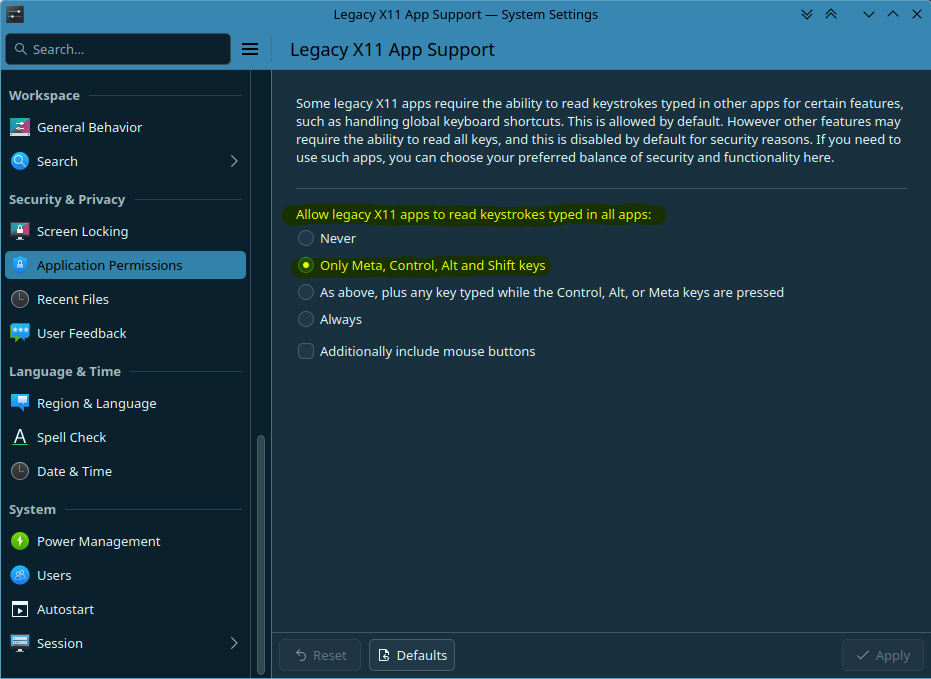 Legacy X11 App Support — System Settings
Search...
Legacy X11 App Support
Workspace
General Behavior
Search
Security & Privacy
Screen Locking
Application Permissions
Recent Files
User Feedback
Language & Time
Region & Language
Spell Check
Date & Time
System
Power Management
Users
Autostart
Session
Some legacy X11 apps require the ability to read keystrokes typed in other apps for certain features,
such as handling global keyboard shortcuts. This is allowed by default. However other features may
require the ability to read all keys, and this is disabled by default for security reasons. If you need to
use such apps, you can choose your preferred balance of security and functionality here.
Allow legacy X11 apps to read keystrokes typed in all apps:
Never
Only Meta, Control, Alt and Shift keys
As above, plus any key typed while the Control, Alt, or Meta keys are pressed
Always
Additionally include mouse buttons
Reset
Defaults
Apply